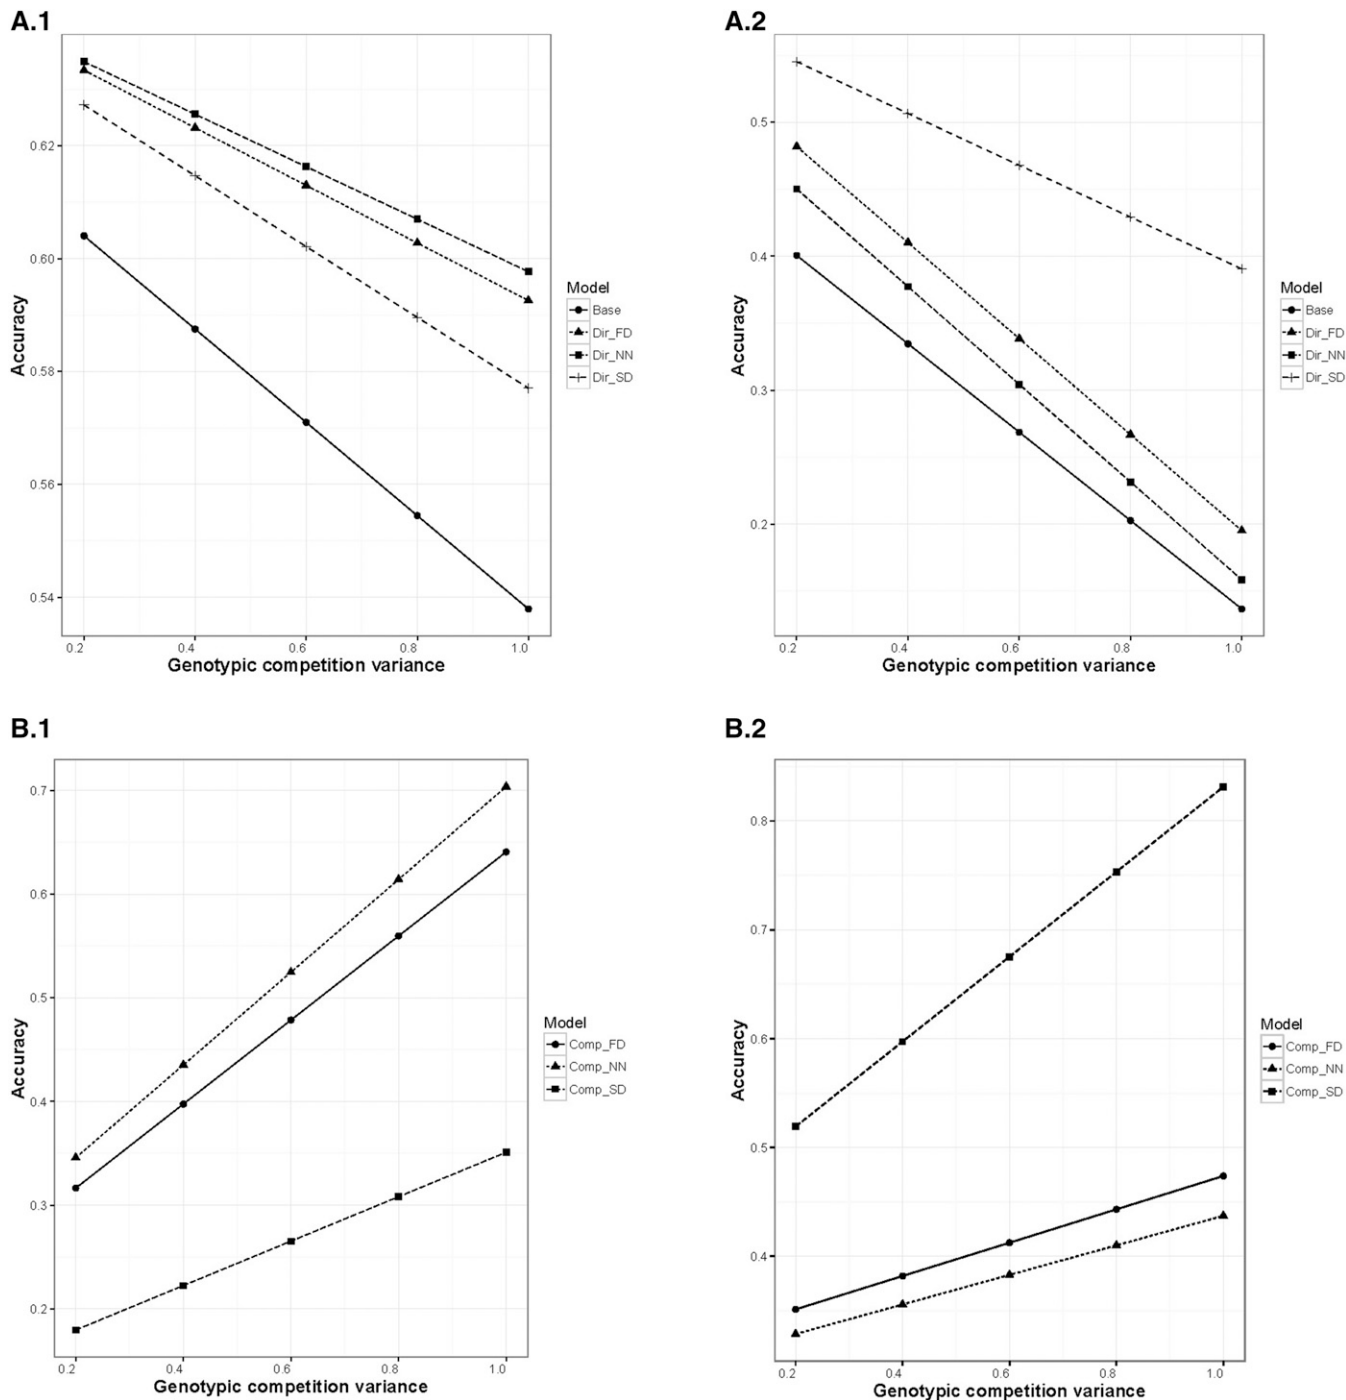 A.1
0.62
0.60
0.58
0.56
0.54
Accuracy
0.2 0.4 0.6 0.8 1.0
Genotypic competition variance
Model
Base
Dir_FD
Dir_NN
Dir_SD
A.2
0.5
0.4
0.3
0.2
Accuracy
0.2 0.4 0.6 0.8 1.0
Genotypic competition variance
Model
Base
Dir_FD
Dir_NN
Dir_SD
B.1
0.7
0.6
0.5
0.4
0.3
0.2
Accuracy
0.2 0.4 0.6 0.8 1.0
Genotypic competition variance
Model
Comp_FD
Comp_NN
Comp_SD
B.2
0.8
0.7
0.6
0.5
0.4
Accuracy
0.2 0.4 0.6 0.8 1.0
Genotypic competition variance
Model
Comp_FD
Comp_NN
Comp_SD